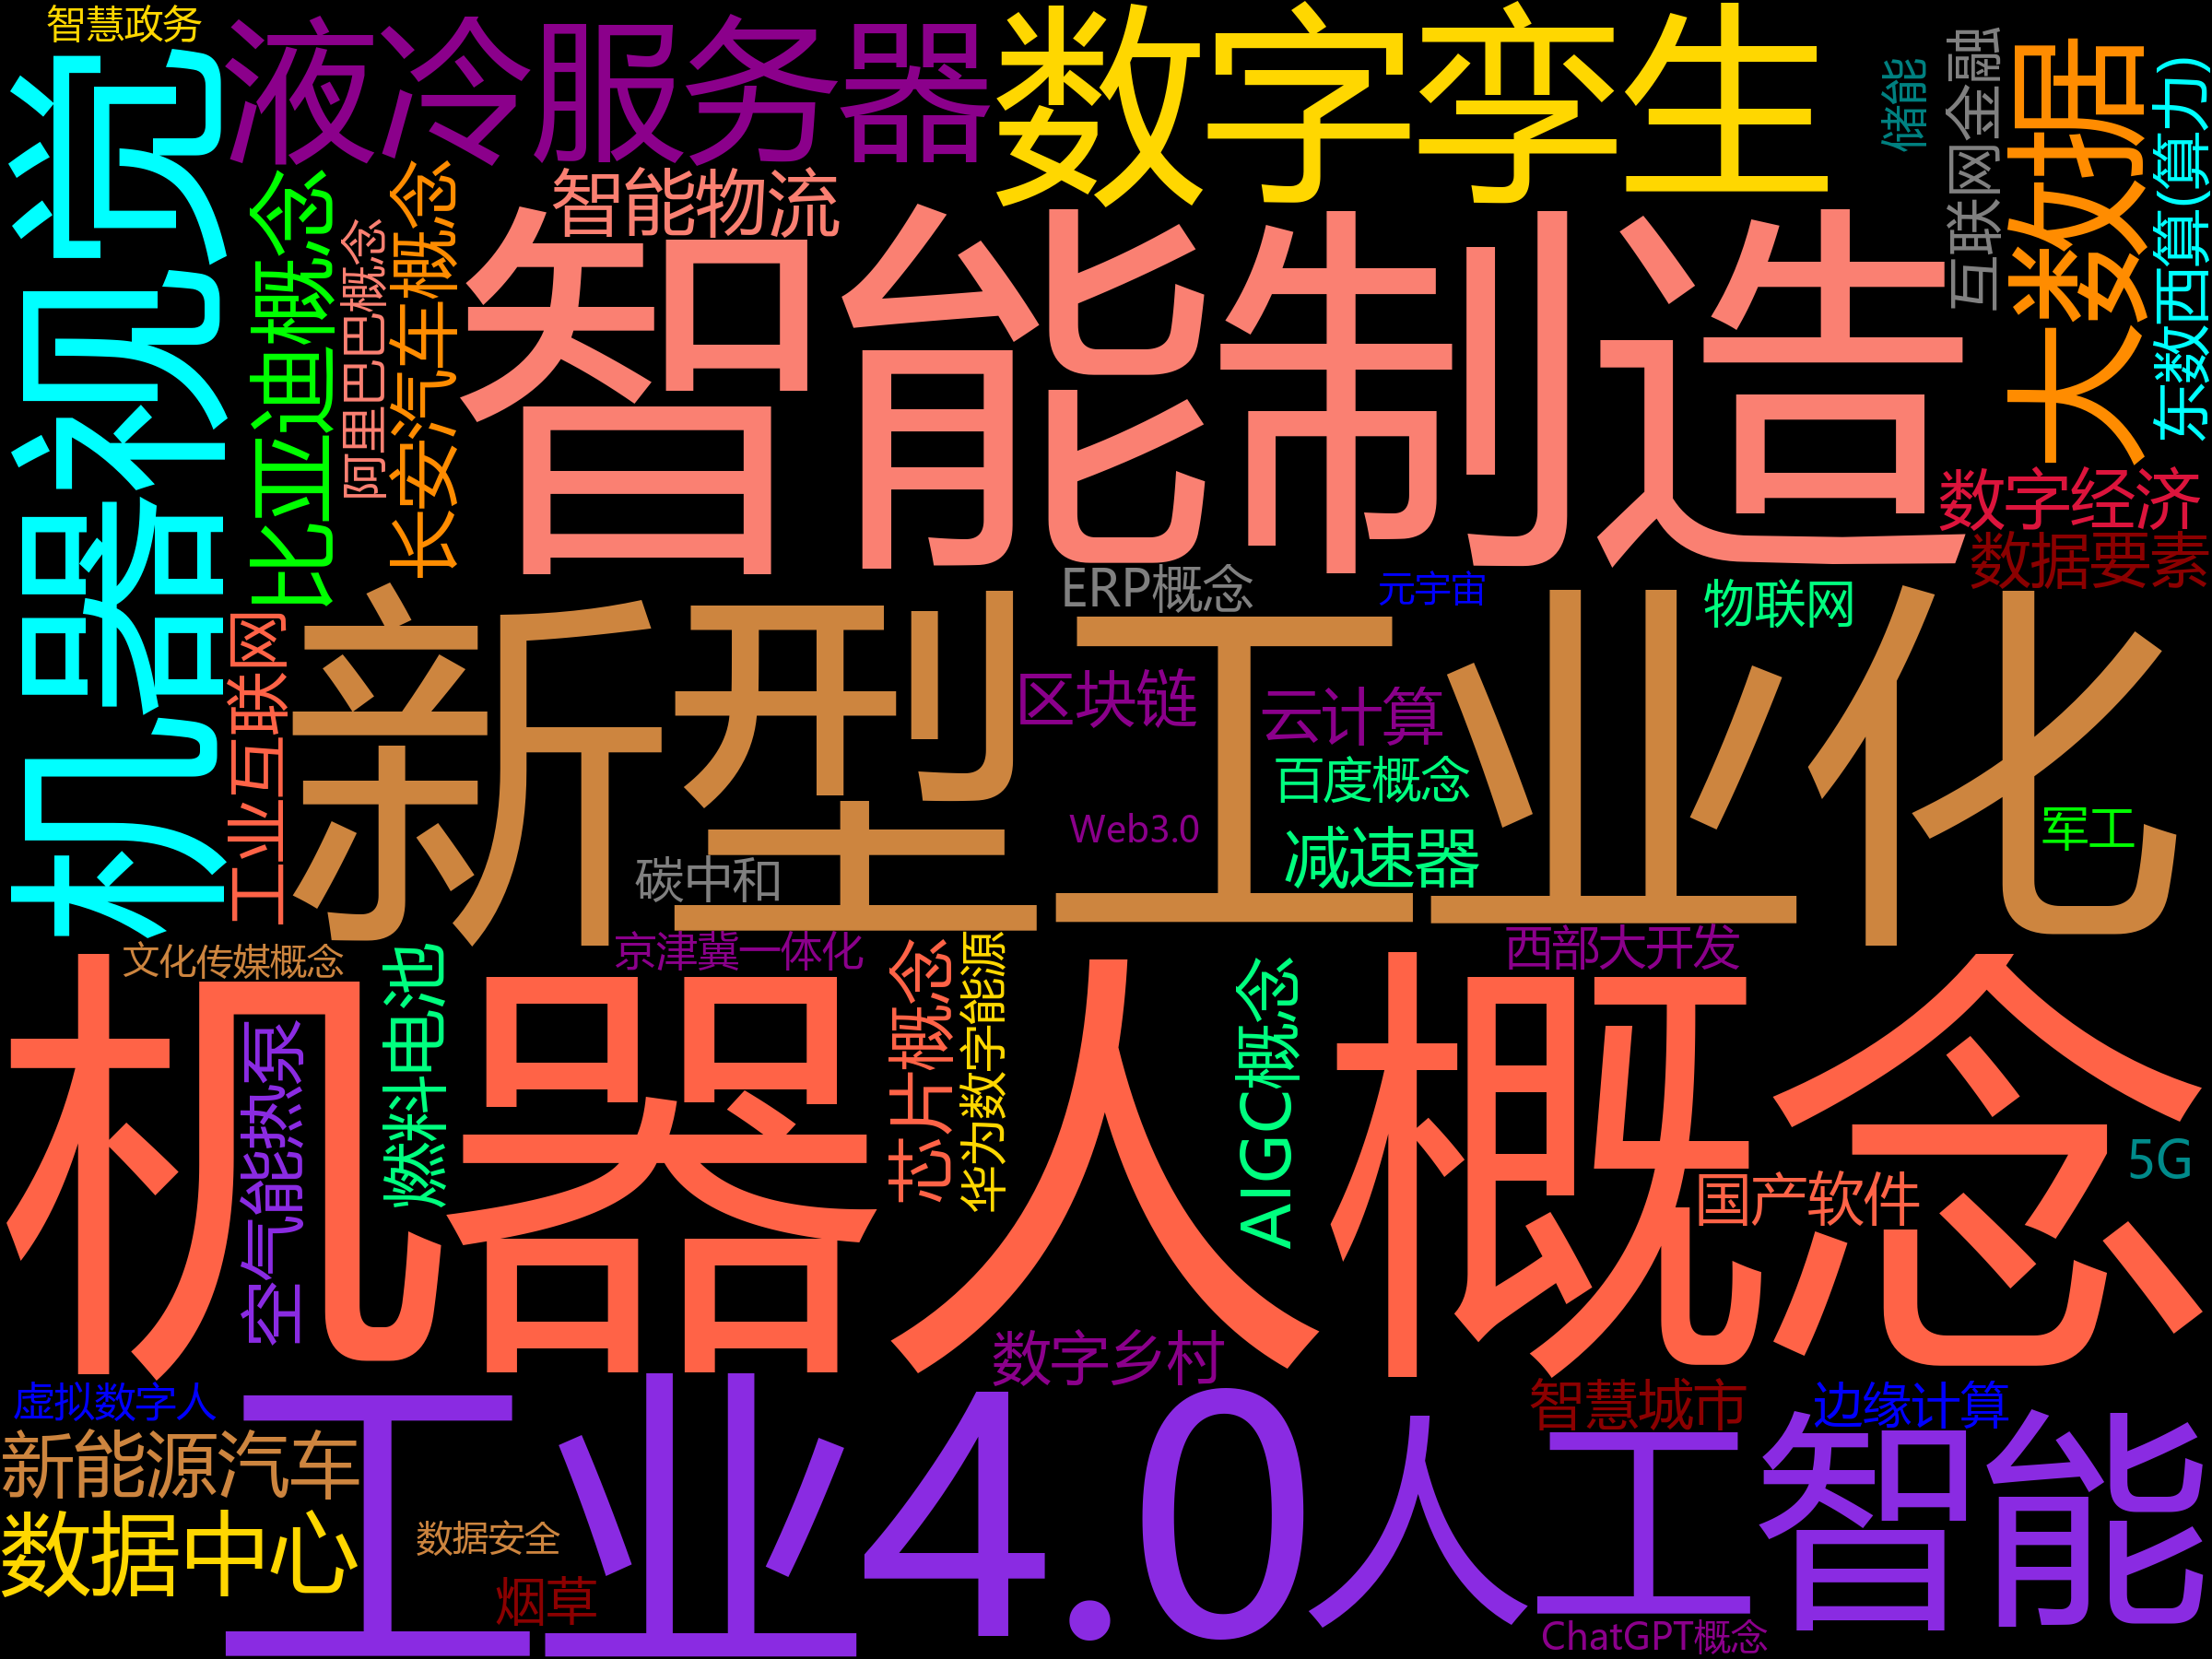 智慧政务
液冷服务器
数字孪生
储能
互联网金融
大数据
东数西算(算力)
机器视觉
比亚迪概念
阿里巴巴概念
长安汽车概念
智能物流
智能制造
数字经济
数据要素
ERP概念
元宇宙
物联网
工业互联网
新型工业化
区块链
云计算
百度概念
Web3.0
减速器
军工
碳中和
文化传媒概念
京津冀一体化
西部大开发
机器人概念
空气能热泵
燃料电池
芯片概念
华为数字能源
AIGC概念
5G
国产软件
数字乡村
虚拟数字人
智慧城市
边缘计算
新能源汽车
工业4.0
人工智能
数据中心
数据安全
烟草
ChatGPT概念